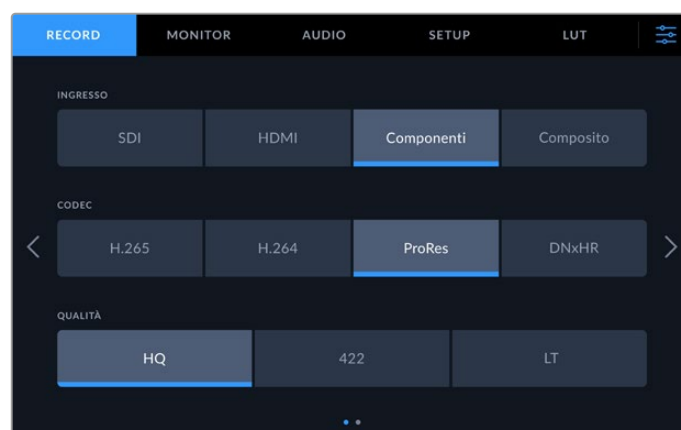 RECORD MONITOR AUDIO SETUP LUT
INGRESSO
SDI HDMI Componenti Composito
CODEC
H.265 H.264 ProRes DNxHR
QUALITÀ
HQ 422 LT